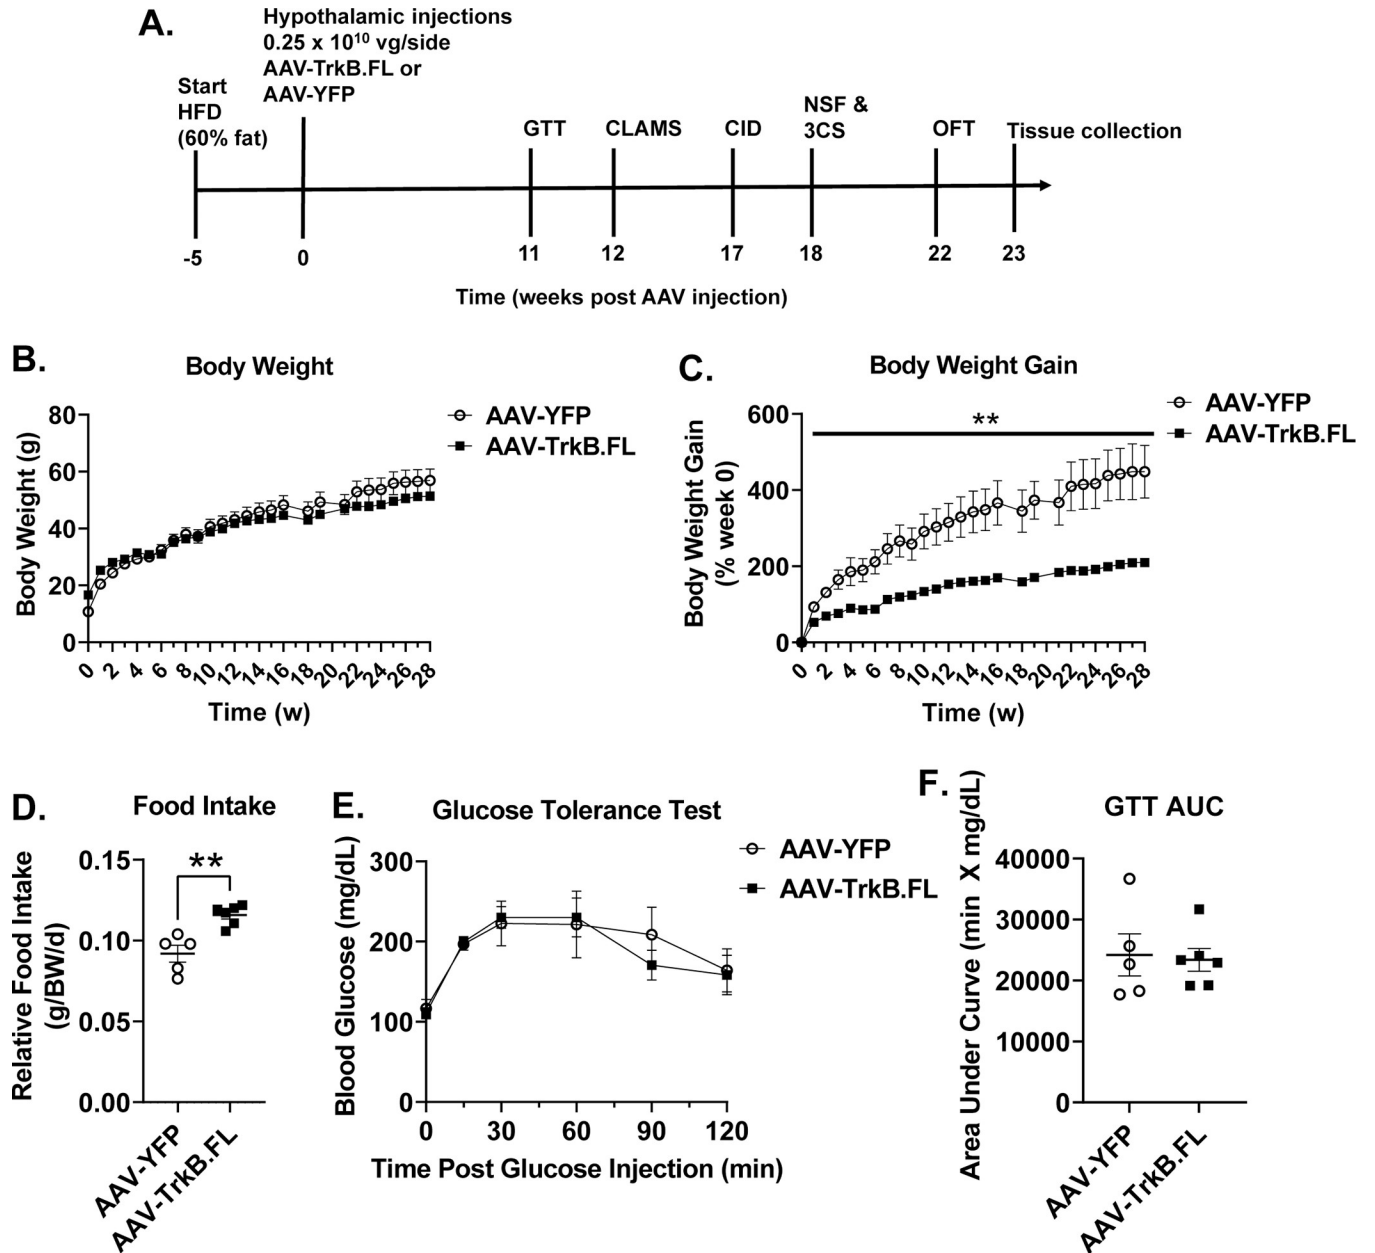 A.
Hypothalamic injections
0.25 x 10¹⁰ vg/side
AAV-TrkB.FL or
AAV-YFP
Start
HFD
(60% fat)
GTT
CLAMS
CID
NSF &
3CS
OFT
Tissue collection
-5
0
11
12
17
18
22
23
Time (weeks post AAV injection)
B.
Body Weight
AAV-YFP
AAV-TrkB.FL
Body Weight (g)
80
60
40
20
0
0 2 4 6 8 10 12 14 16 18 20 22 24 26 28
Time (w)
C.
Body Weight Gain
AAV-YFP
AAV-TrkB.FL
**
Body Weight Gain
(% week 0)
600
400
200
0
0 2 4 6 8 10 12 14 16 18 20 22 24 26 28
Time (w)
D.
Food Intake
**
Relative Food Intake
(g/BW/d)
0.15
0.10
0.05
0.00
AAV-YFP
AAV-TrkB.FL
E.
Glucose Tolerance Test
AAV-YFP
AAV-TrkB.FL
Blood Glucose (mg/dL)
300
200
100
0
0 30 60 90 120
Time Post Glucose Injection (min)
F.
GTT AUC
Area Under Curve (min X mg/dL)
40000
30000
20000
10000
0
AAV-YFP
AAV-TrkB.FL